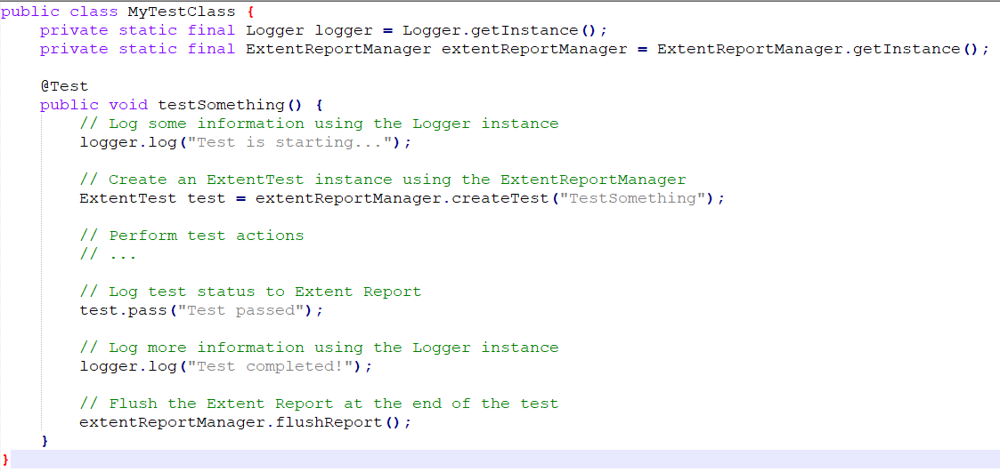 public class MyTestClass {
    private static final Logger logger = Logger.getInstance();
    private static final ExtentReportManager extentReportManager = ExtentReportManager.getInstance();

    @Test
    public void testSomething() {
        // Log some information using the Logger instance
        logger.log("Test is starting...");

        // Create an ExtentTest instance using the ExtentReportManager
        ExtentTest test = extentReportManager.createTest("TestSomething");

        // Perform test actions
        // ...

        // Log test status to Extent Report
        test.pass("Test passed");

        // Log more information using the Logger instance
        logger.log("Test completed!");

        // Flush the Extent Report at the end of the test
        extentReportManager.flushReport();
    }
}